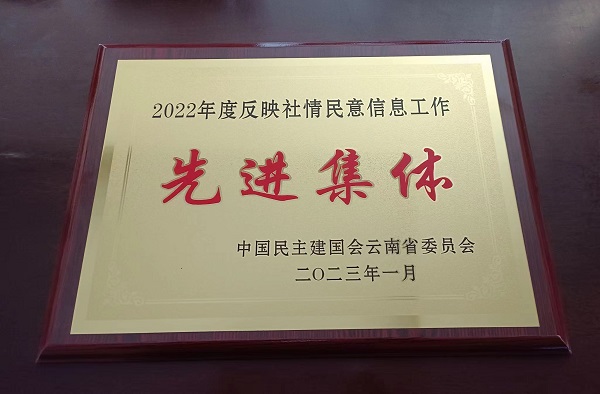 2022年度反映社情民意信息工作
先进集体
中国民主建国会云南省委员会
二〇二三年一月